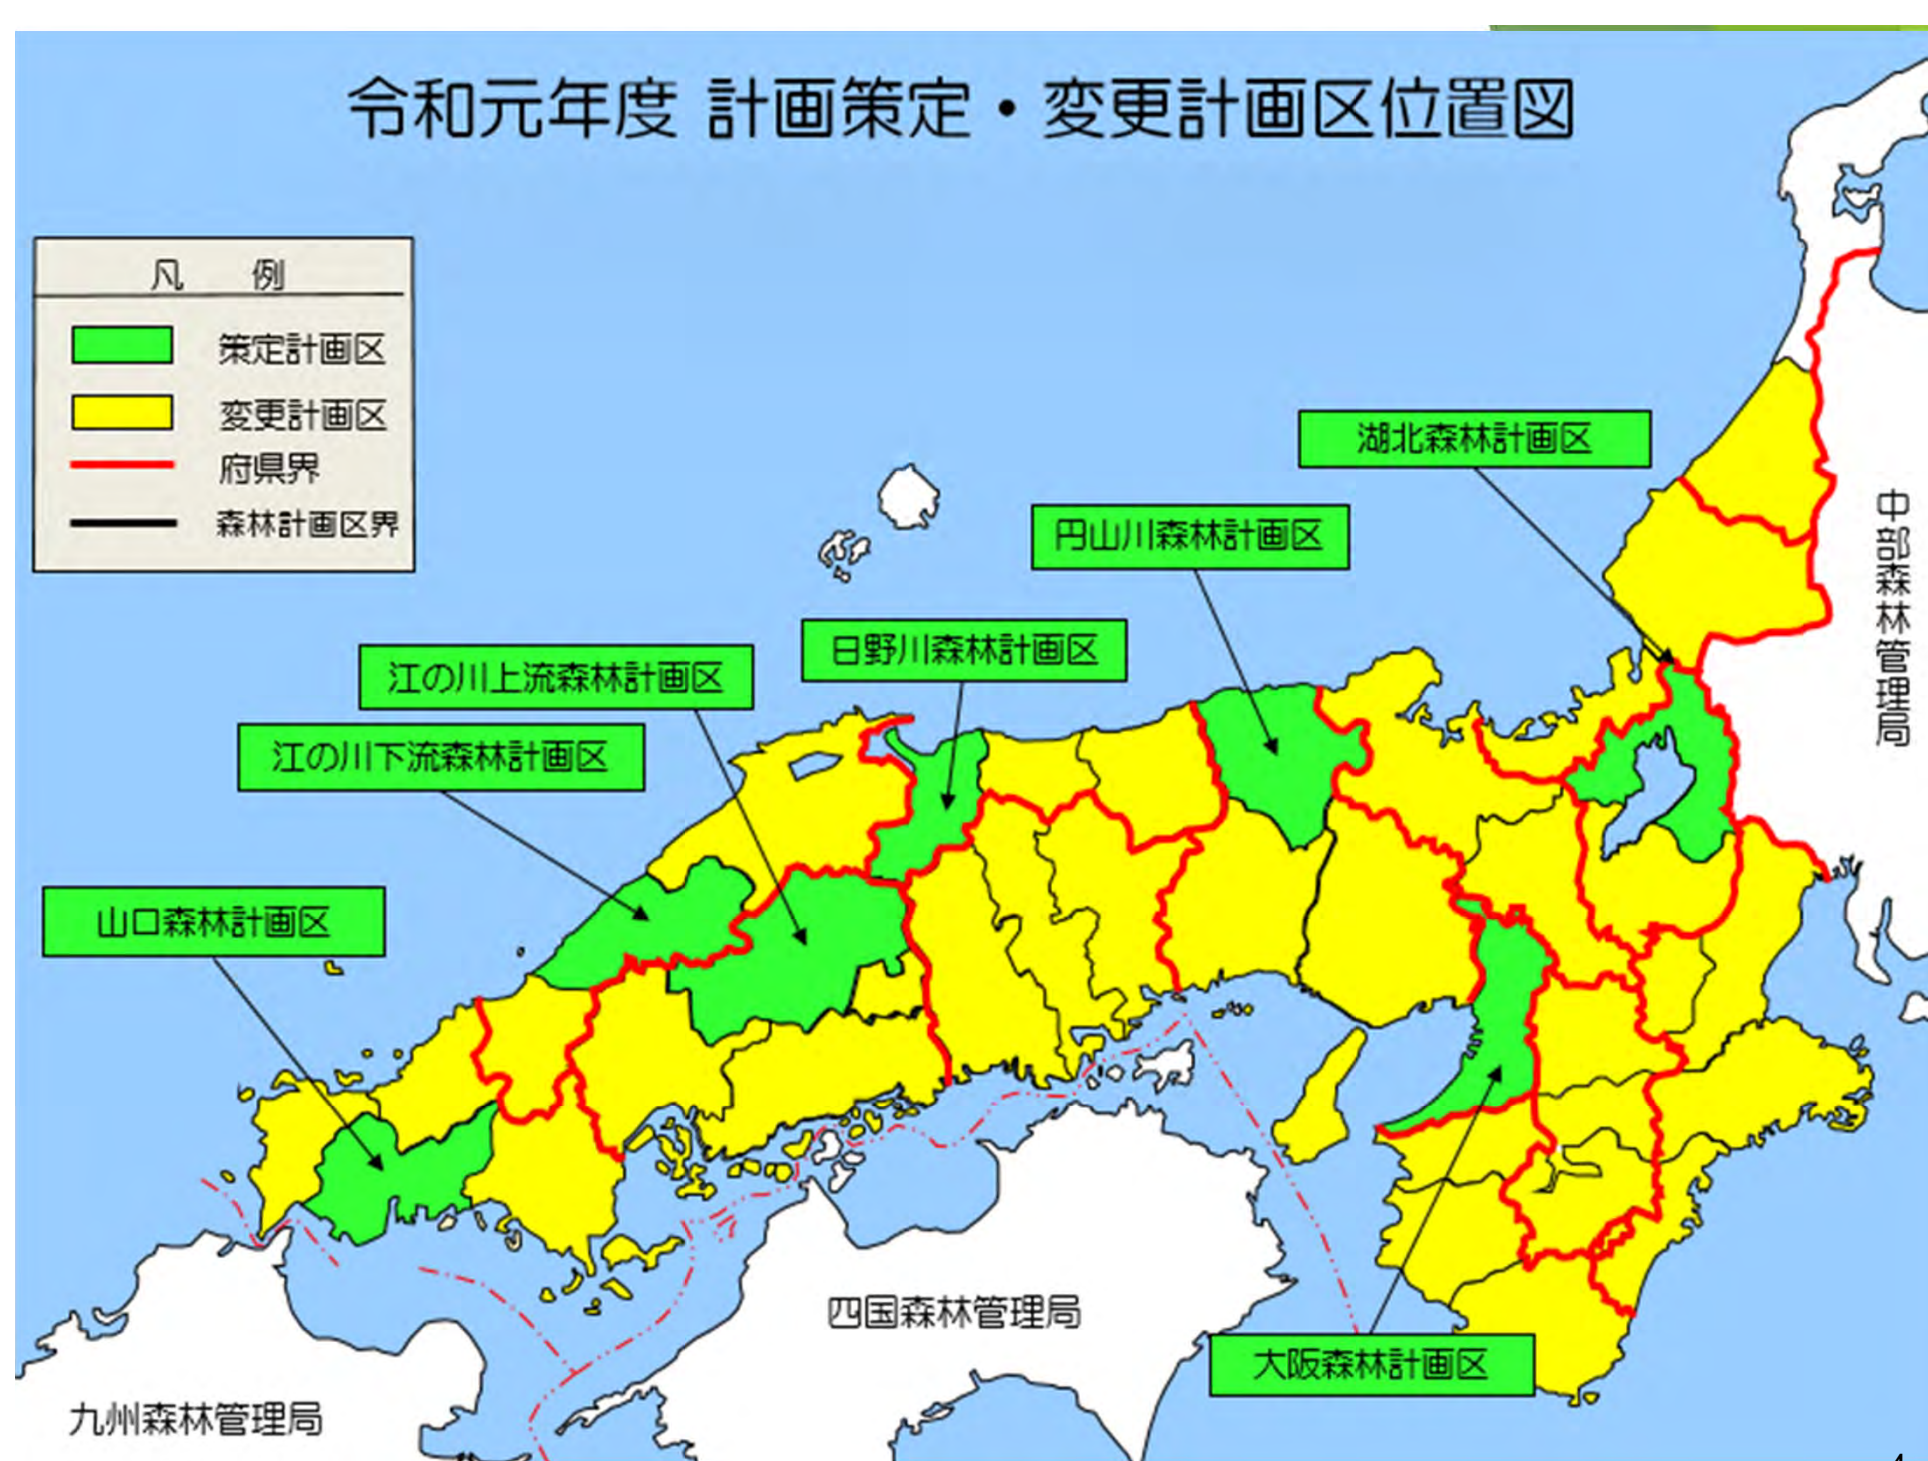 令和元年度 計画策定・変更計画区位置図
凡 例
策定計画区
変更計画区
府県界
森林計画区界
湖北森林計画区
円山川森林計画区
日野川森林計画区
江の川上流森林計画区
江の川下流森林計画区
山口森林計画区
中部森林管理局
四国森林管理局
大阪森林計画区
九州森林管理局